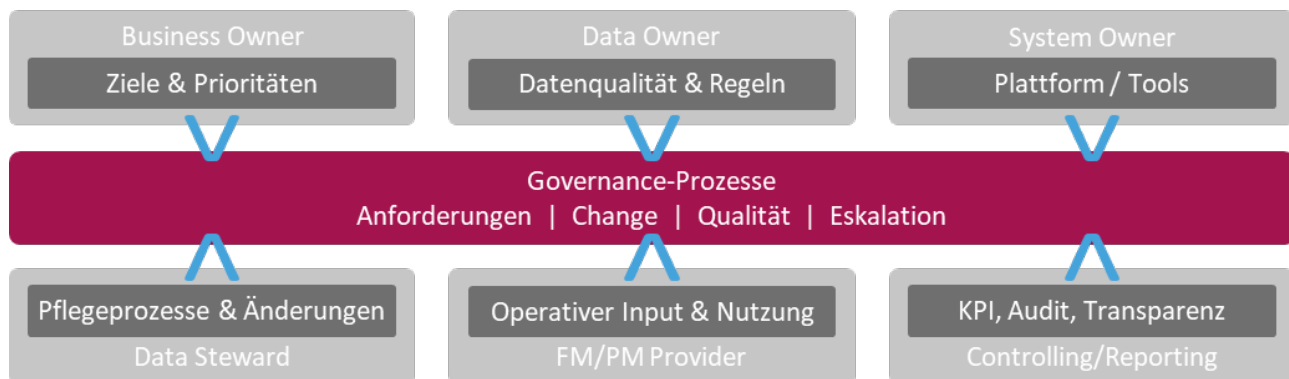 Business Owner
Ziele & Prioritäten
Data Owner
Datenqualität & Regeln
System Owner
Plattform / Tools
Governance-Prozesse
Anforderungen | Change | Qualität | Eskalation
Pflegeprozesse & Änderungen
Data Steward
Operativer Input & Nutzung
FM/PM Provider
KPI, Audit, Transparenz
Controlling/Reporting